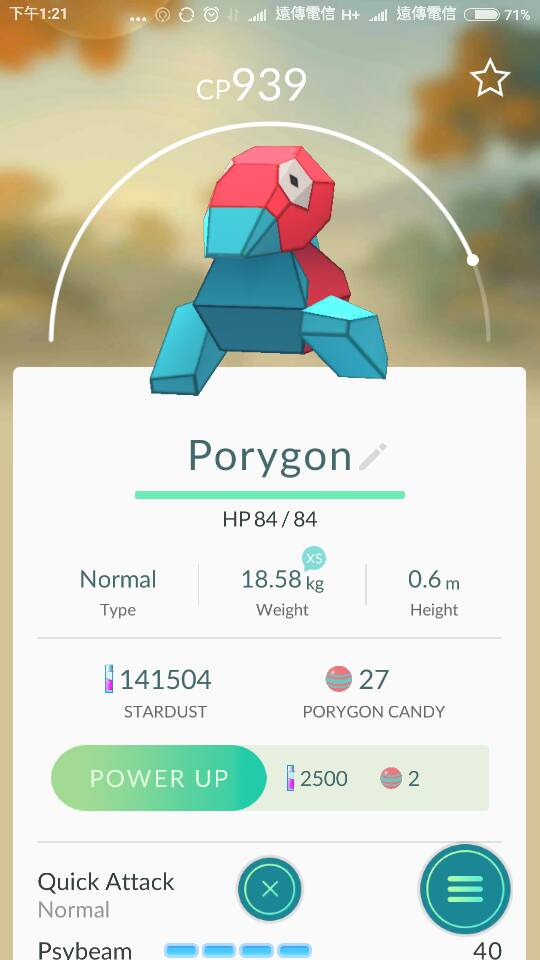 下午1:21 ... 遠傳電信 H+ 遠傳電信 71%
CP939
Porygon
HP 84 / 84
XS
Normal 18.58 kg 0.6 m
Type Weight Height
141504 27
STARDUST PORYGON CANDY
POWER UP 2500 2
Quick Attack
Normal
Psybeam 40